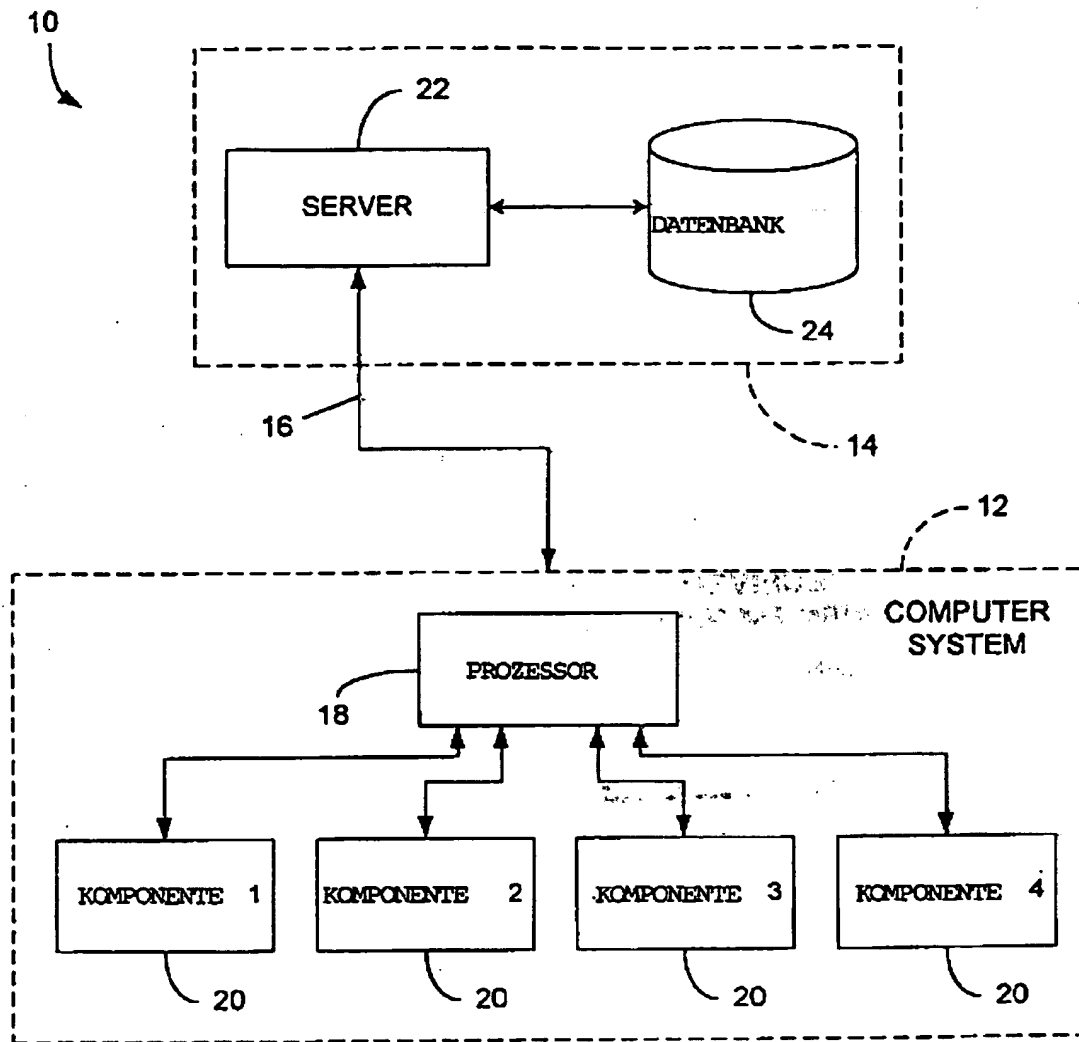 10
22
SERVER
DATENBANK
24
16
14
12
COMPUTER
SYSTEM
PROZESSOR
18
KOMPONENTE 1
KOMPONENTE 2
KOMPONENTE 3
KOMPONENTE 4
20
20
20
20